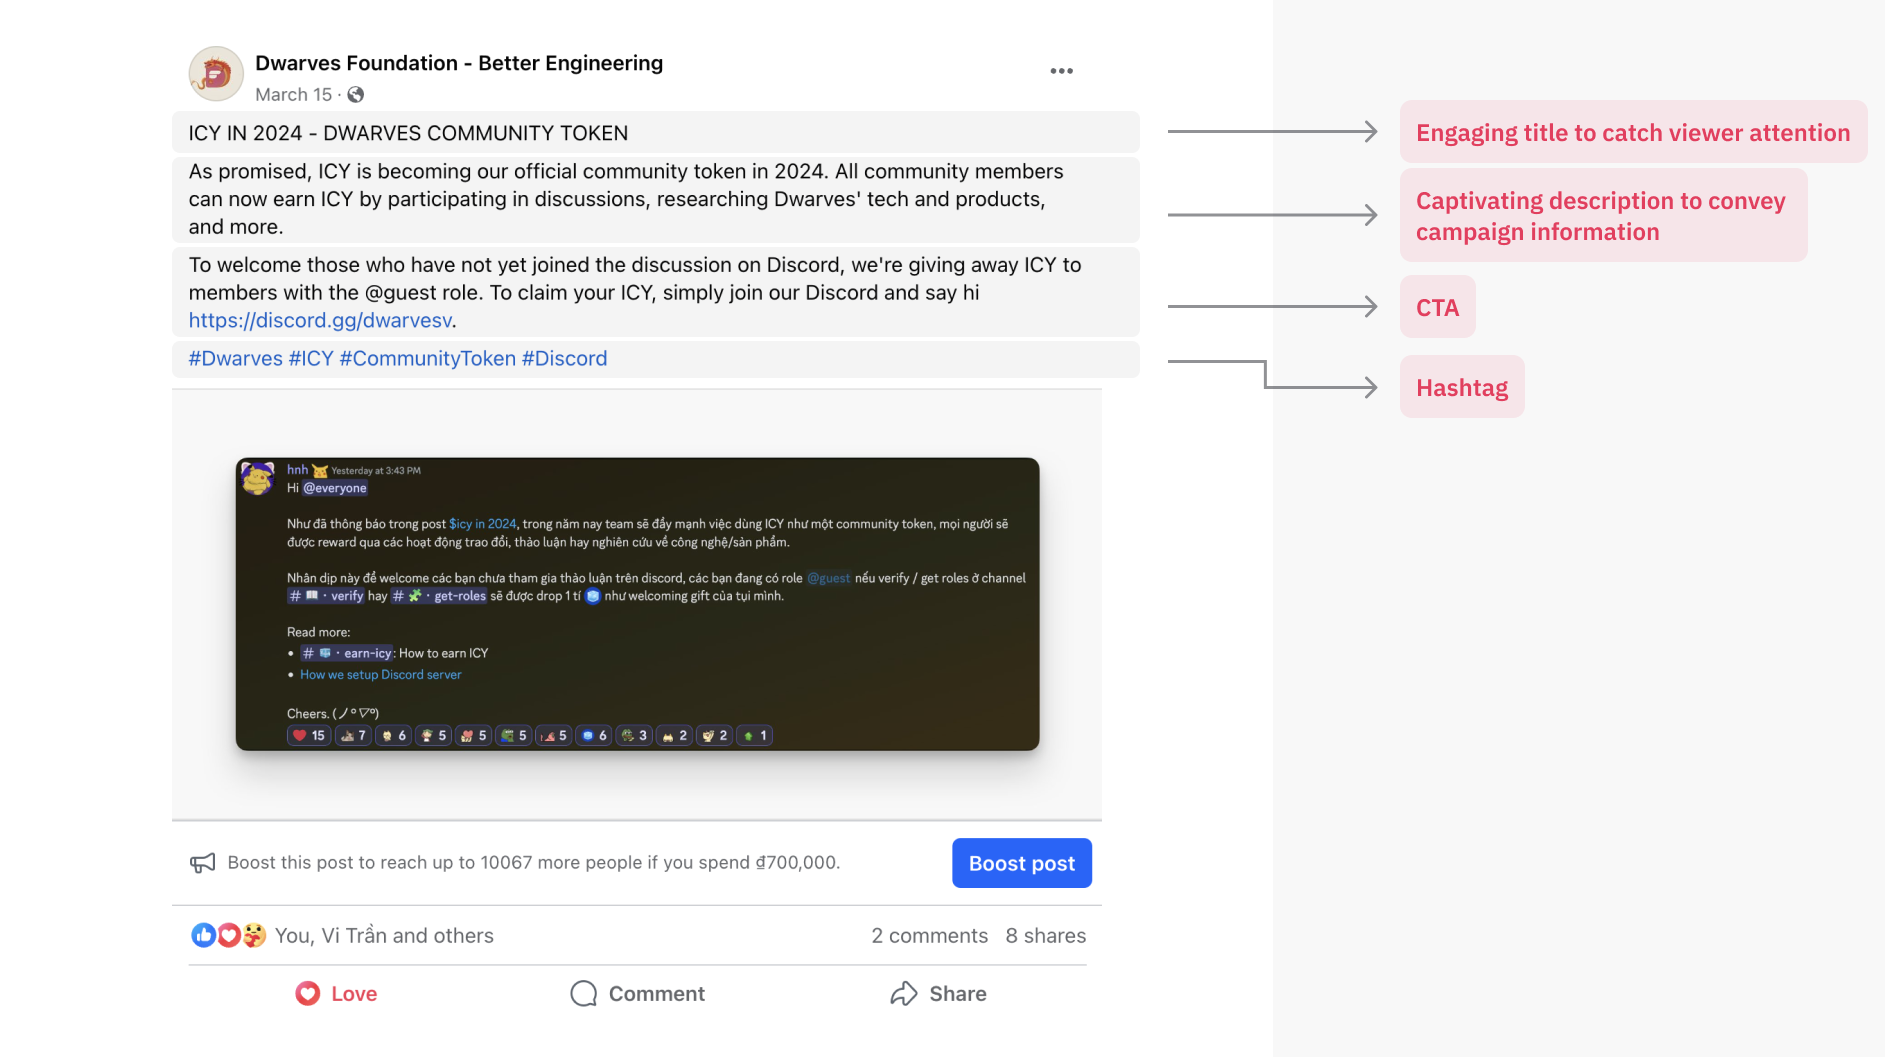 Dwarves Foundation - Better Engineering
March 15 ·
ICY IN 2024 - DWARVES COMMUNITY TOKEN
As promised, ICY is becoming our official community token in 2024. All community members
can now earn ICY by participating in discussions, researching Dwarves' tech and products,
and more.
To welcome those who have not yet joined the discussion on Discord, we're giving away ICY to
members with the @guest role. To claim your ICY, simply join our Discord and say hi
https://discord.gg/dwarvesv.
#Dwarves #ICY #CommunityToken #Discord
Engaging title to catch viewer attention
Captivating description to convey
campaign information
CTA
Hashtag
hnh Yesterday at 3:43 PM
Hi @everyone
Như đã thông báo trong post $icy in 2024, trong năm nay team sẽ đẩy mạnh việc dùng ICY như một community token, mọi người sẽ
được reward qua các hoạt động trao đổi, thảo luận hay nghiên cứu về công nghệ/sản phẩm.
Nhân dịp này để welcome các bạn chưa tham gia thảo luận trên discord, các bạn đang có role @guest nếu verify / get roles ở channel
# · verify hay # · get-roles sẽ được drop 1 tí như welcoming gift của tụi mình.
Read more:
• # · earn-icy: How to earn ICY
• How we setup Discord server
Cheers. (ノ°▽°)
15 7 6 5 5 5 5 6 3 2 2 1
Boost this post to reach up to 10067 more people if you spend ₫700,000.
Boost post
You, Vi Trần and others
2 comments 8 shares
Love
Comment
Share